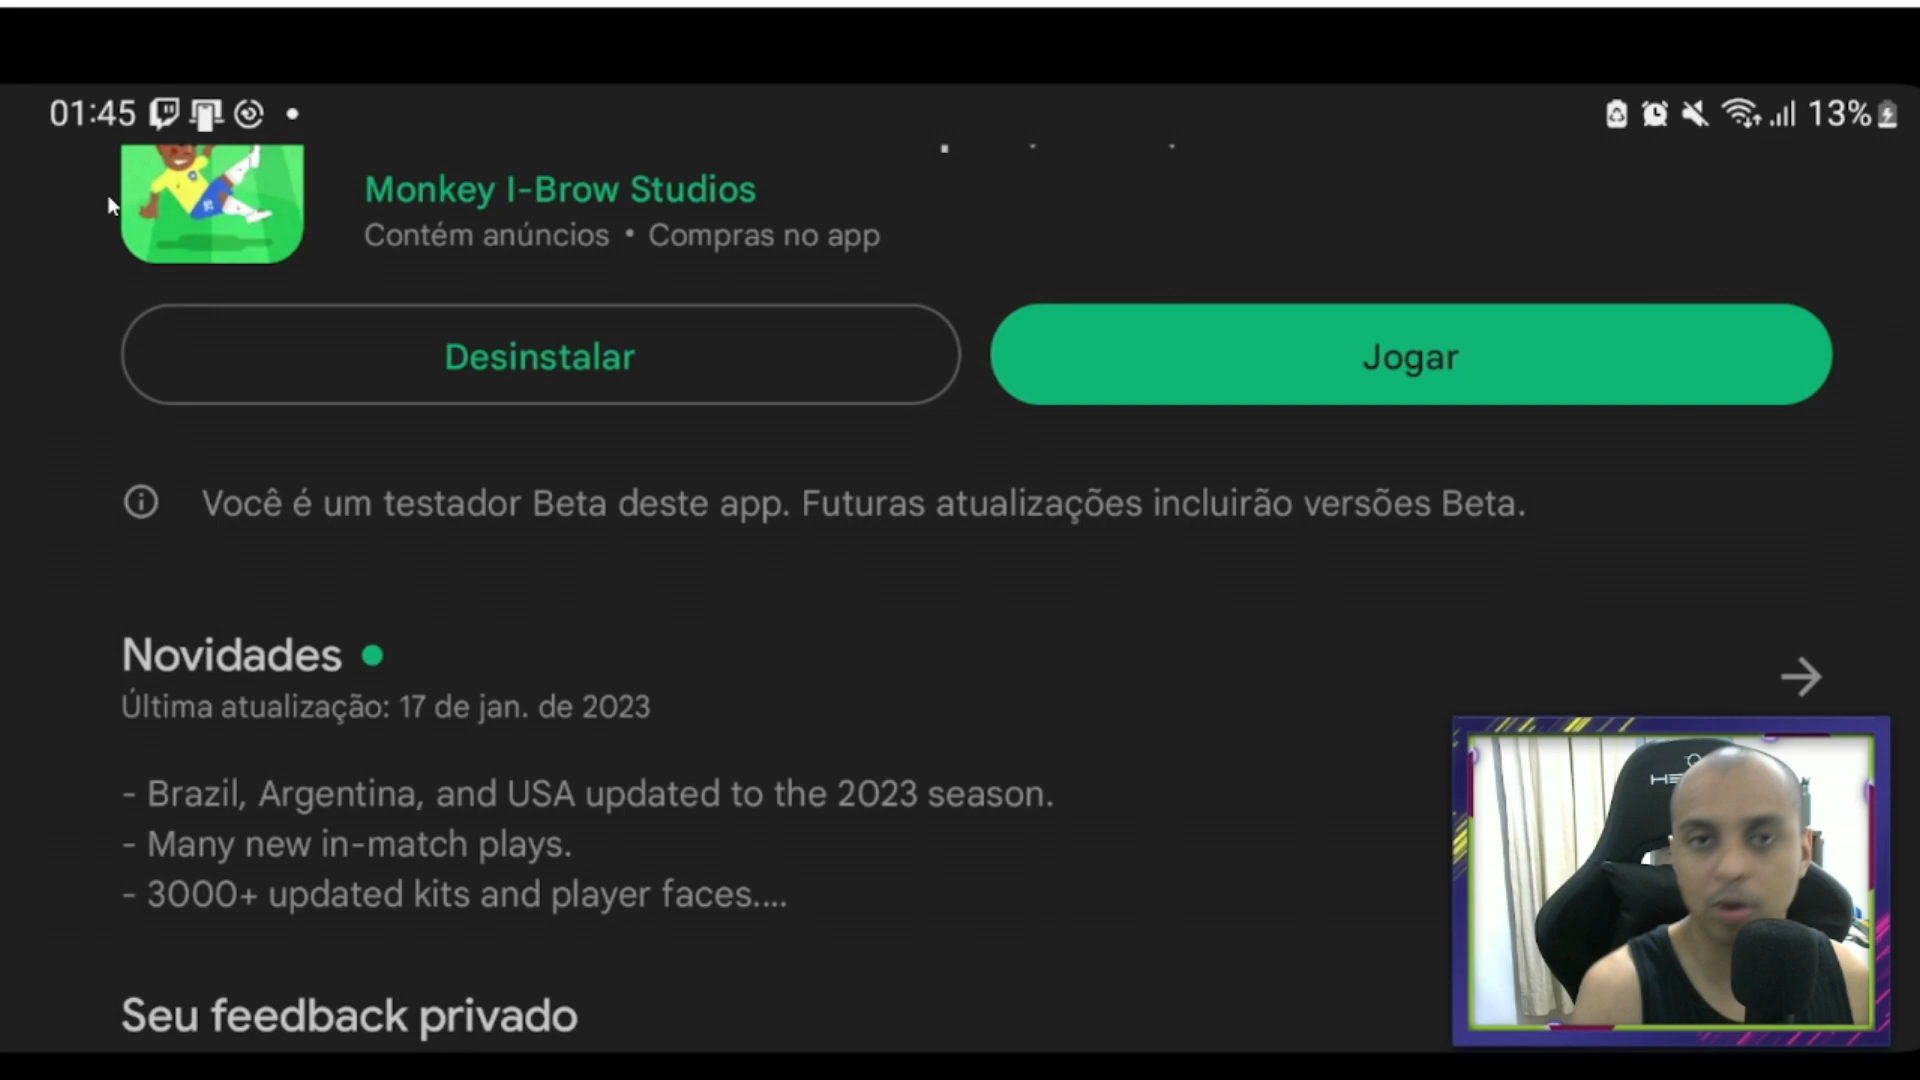 01:45
13%
Monkey I-Brow Studios
Contém anúncios • Compras no app
Desinstalar
Jogar
Você é um testador Beta deste app. Futuras atualizações incluirão versões Beta.
Novidades
Última atualização: 17 de jan. de 2023
- Brazil, Argentina, and USA updated to the 2023 season.
- Many new in-match plays.
- 3000+ updated kits and player faces....
Seu feedback privado